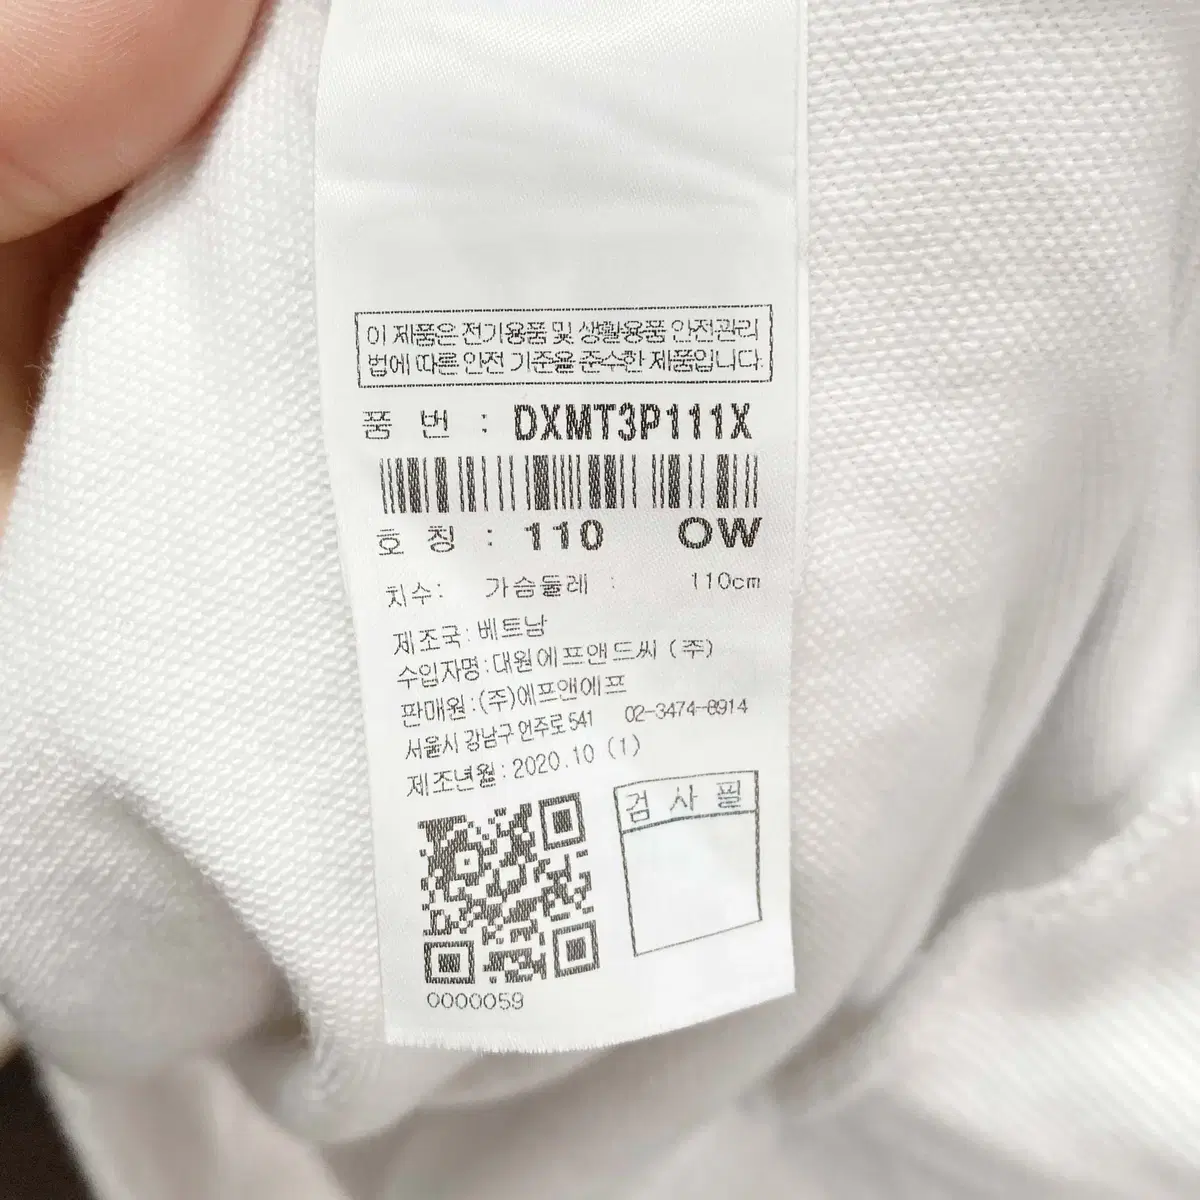 이 제품은 전기용품 및 생활용품 안전관리
법에 따른 안전 기준을 준수한 제품입니다.
품 번 : DXMT3P111X
호 칭 : 110 OW
치수: 가슴둘레 : 110cm
제조국: 베트남
수입자명: 대원에프앤드씨 (주)
판매원: (주)에프앤에프
서울시 강남구 언주로 541 02-3474-8914
제조년월: 2020.10 (1)
검 사 필
0000059